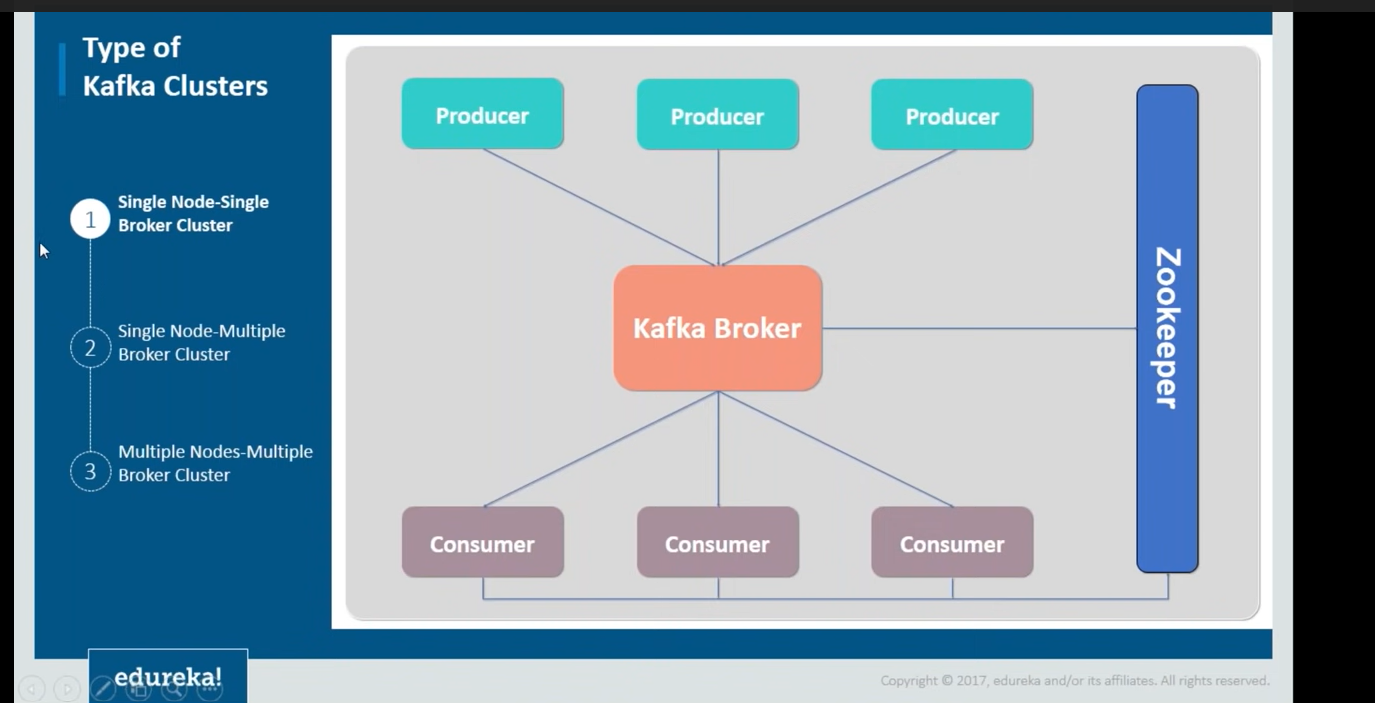 Type of
Kafka Clusters
1
Single Node-Single
Broker Cluster
2
Single Node-Multiple
Broker Cluster
3
Multiple Nodes-Multiple
Broker Cluster
Producer
Producer
Producer
Kafka Broker
Zookeeper
Consumer
Consumer
Consumer
edureka!
Copyright © 2017, edureka and/or its affiliates. All rights reserved.